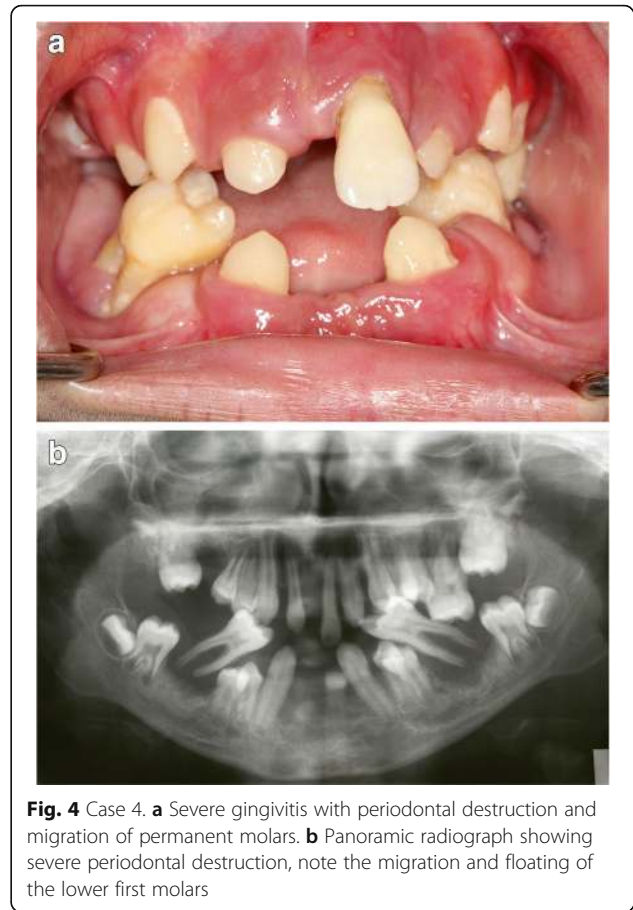 a
b
Fig. 4 Case 4. a Severe gingivitis with periodontal destruction and
migration of permanent molars. b Panoramic radiograph showing
severe periodontal destruction, note the migration and floating of
the lower first molars